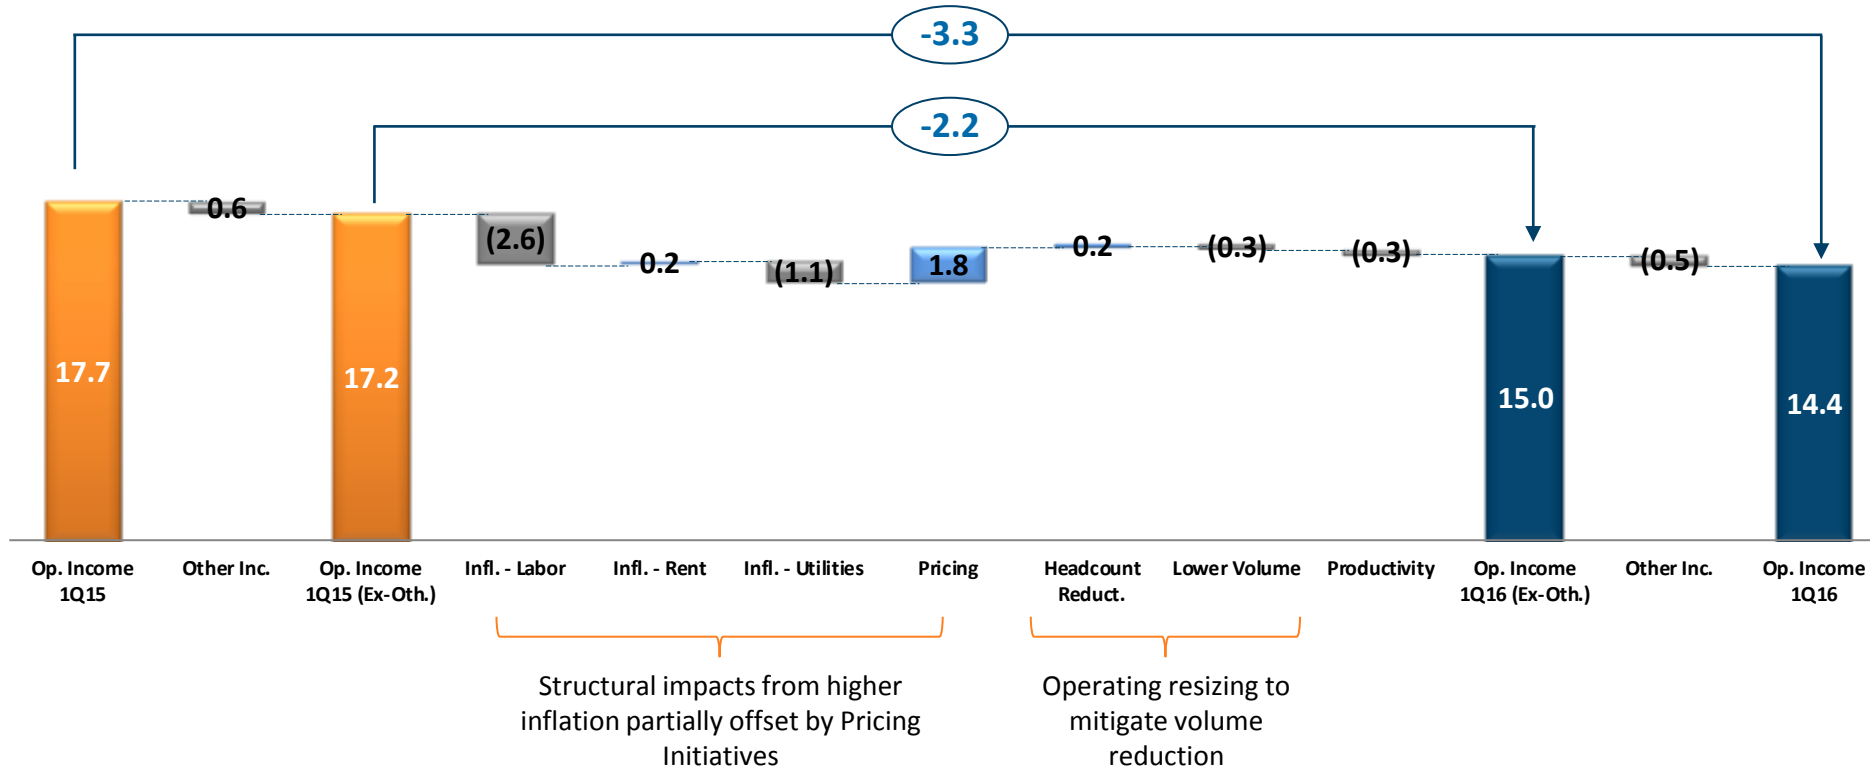 -3.3
-2.2
17.7
0.6
17.2
(2.6)
0.2
(1.1)
1.8
0.2
(0.3)
(0.3)
15.0
(0.5)
14.4
Op. Income
1Q15
Other Inc.
Op. Income
1Q15 (Ex-Oth.)
Infl. - Labor
Infl. - Rent
Infl. - Utilities
Pricing
Headcount
Reduct.
Lower Volume
Productivity
Op. Income
1Q16 (Ex-Oth.)
Other Inc.
Op. Income
1Q16
Structural impacts from higher
inflation partially offset by Pricing
Initiatives
Operating resizing to
mitigate volume
reduction